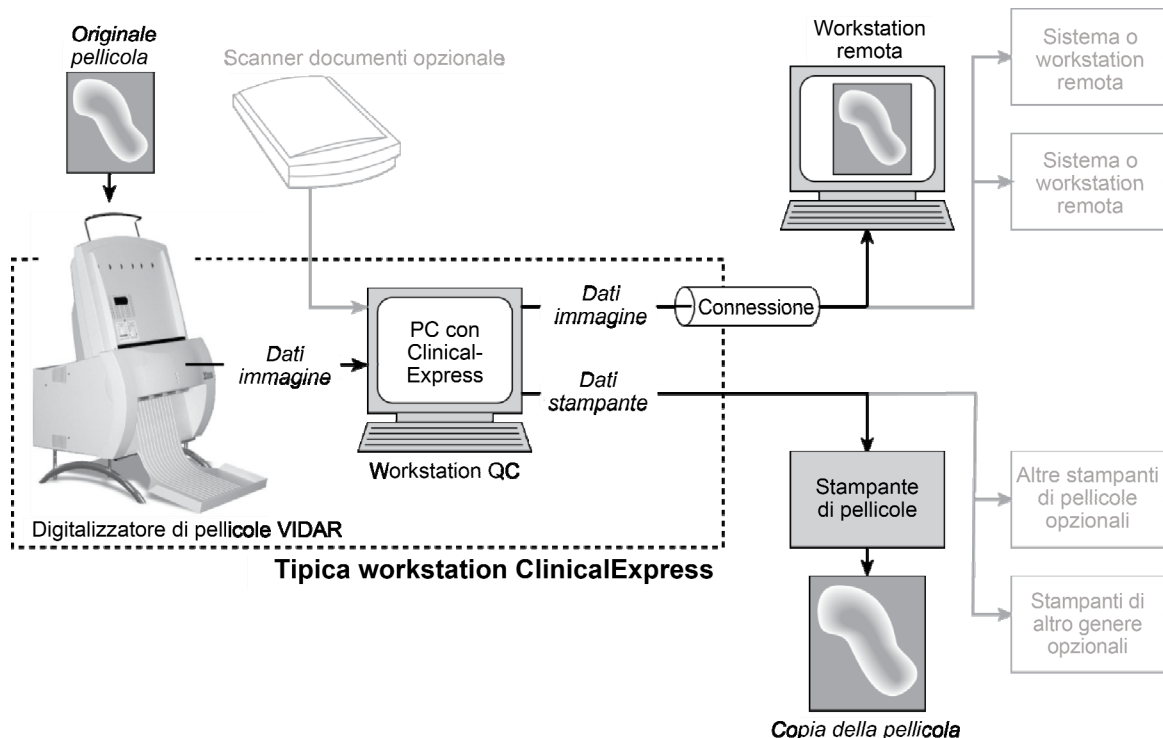 Originale
pellicola
Scanner documenti opzionale
Workstation
remota
Sistema o
workstation
remota
Sistema o
workstation
remota
Dati
immagine
Connessione
PC con
Clinical-
Express
Dati
immagine
Dati
stampante
Workstation QC
Digitalizzatore di pellicole VIDAR
Tipica workstation ClinicalExpress
Stampante
di pellicole
Altre stampanti
di pellicole
opzionali
Stampanti di
altro genere
opzionali
Copia della pellicola